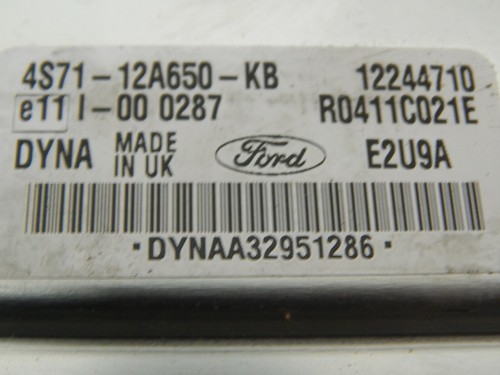 4S71-12A650-KB 12244710
e11 I-00 0287 R0411C021E
DYNA MADE IN UK Ford E2U9A
·DYNAA32951286·